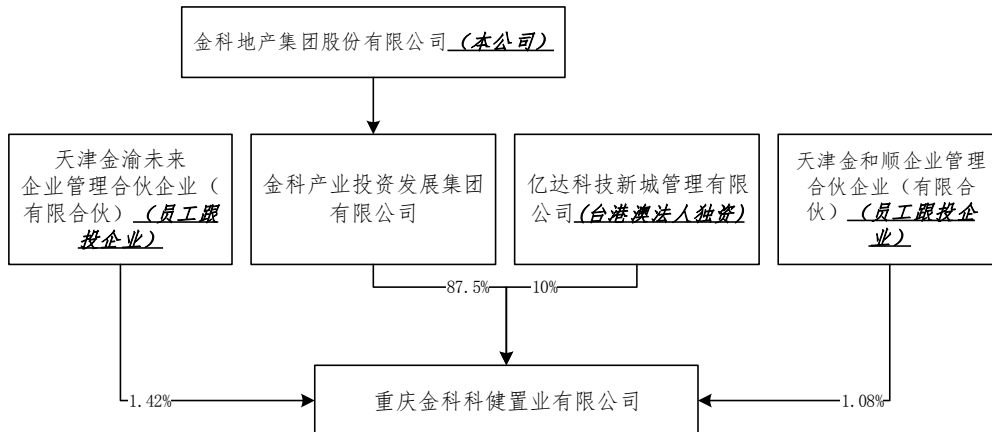 金科地产集团股份有限公司（本公司）
天津金渝未来
企业管理合伙企业（
有限合伙）（员工跟
投企业）
金科产业投资发展集团
有限公司
亿达科技新城管理有限
公司(台港澳法人独资)
天津金和顺企业管理
合伙企业（有限合
伙）（员工跟投企
业）
87.5%
10%
1.42%
重庆金科科健置业有限公司
1.08%